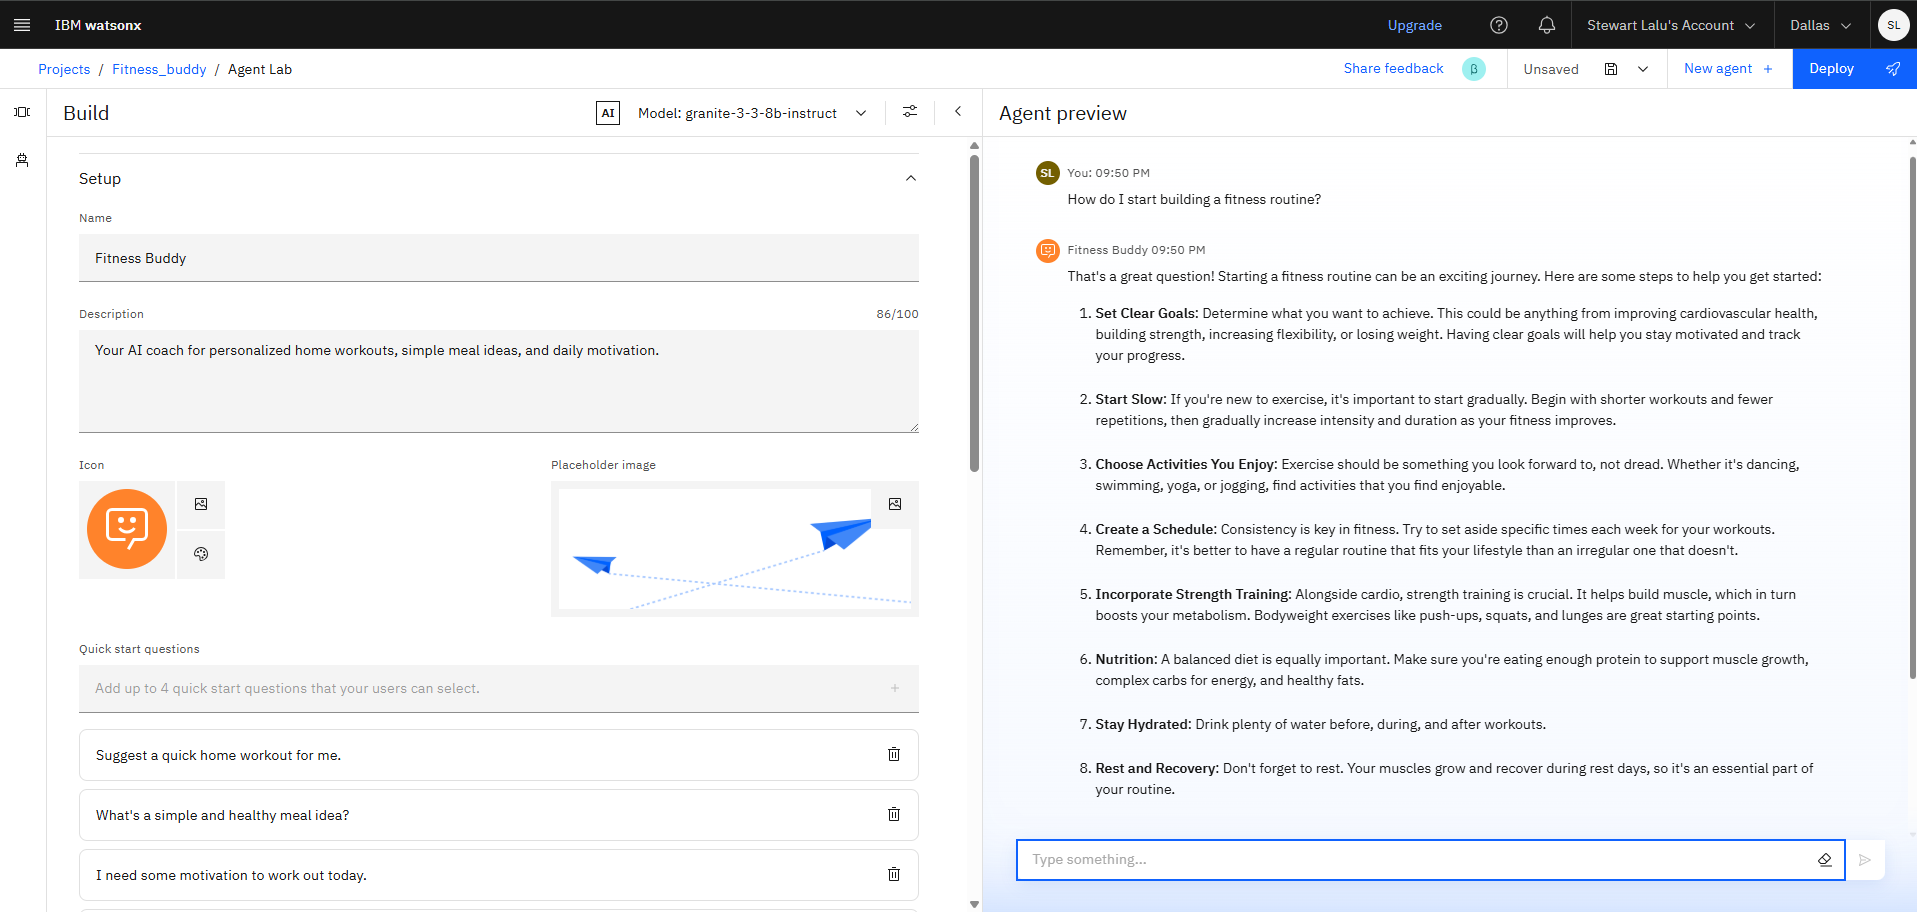 IBM watsonx
Upgrade
Stewart Lalu's Account
Dallas
SL
Projects / Fitness_buddy / Agent Lab
Share feedback
β
Unsaved
New agent +
Deploy
Build
AI
Model: granite-3-3-8b-instruct
Agent preview
Setup
Name
Fitness Buddy
Description
86/100
Your AI coach for personalized home workouts, simple meal ideas, and daily motivation.
Icon
Placeholder image
Quick start questions
Add up to 4 quick start questions that your users can select.
Suggest a quick home workout for me.
What's a simple and healthy meal idea?
I need some motivation to work out today.
SL
You: 09:50 PM
How do I start building a fitness routine?
Fitness Buddy 09:50 PM
That's a great question! Starting a fitness routine can be an exciting journey. Here are some steps to help you get started:
1. Set Clear Goals: Determine what you want to achieve. This could be anything from improving cardiovascular health,
building strength, increasing flexibility, or losing weight. Having clear goals will help you stay motivated and track
your progress.
2. Start Slow: If you're new to exercise, it's important to start gradually. Begin with shorter workouts and fewer
repetitions, then gradually increase intensity and duration as your fitness improves.
3. Choose Activities You Enjoy: Exercise should be something you look forward to, not dread. Whether it's dancing,
swimming, yoga, or jogging, find activities that you find enjoyable.
4. Create a Schedule: Consistency is key in fitness. Try to set aside specific times each week for your workouts.
Remember, it's better to have a regular routine that fits your lifestyle than an irregular one that doesn't.
5. Incorporate Strength Training: Alongside cardio, strength training is crucial. It helps build muscle, which in turn
boosts your metabolism. Bodyweight exercises like push-ups, squats, and lunges are great starting points.
6. Nutrition: A balanced diet is equally important. Make sure you're eating enough protein to support muscle growth,
complex carbs for energy, and healthy fats.
7. Stay Hydrated: Drink plenty of water before, during, and after workouts.
8. Rest and Recovery: Don't forget to rest. Your muscles grow and recover during rest days, so it's an essential part of
your routine.
Type something...